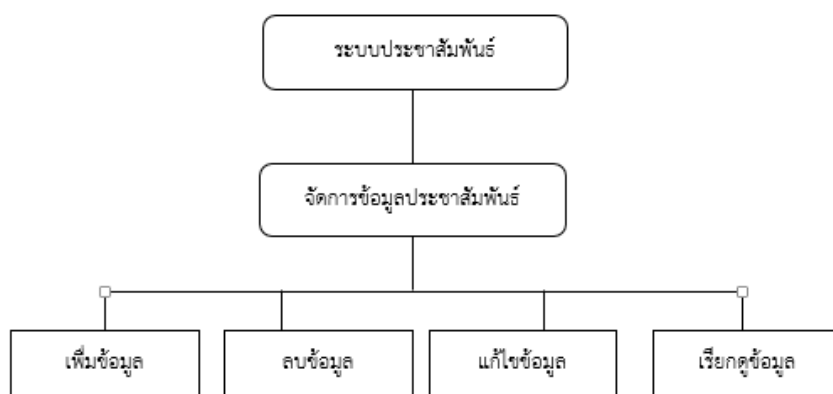 ระบบประชาสัมพันธ์
จัดการข้อมูลประชาสัมพันธ์
เพิ่มข้อมูล
ลบข้อมูล
แก้ไขข้อมูล
เรียกดูข้อมูล